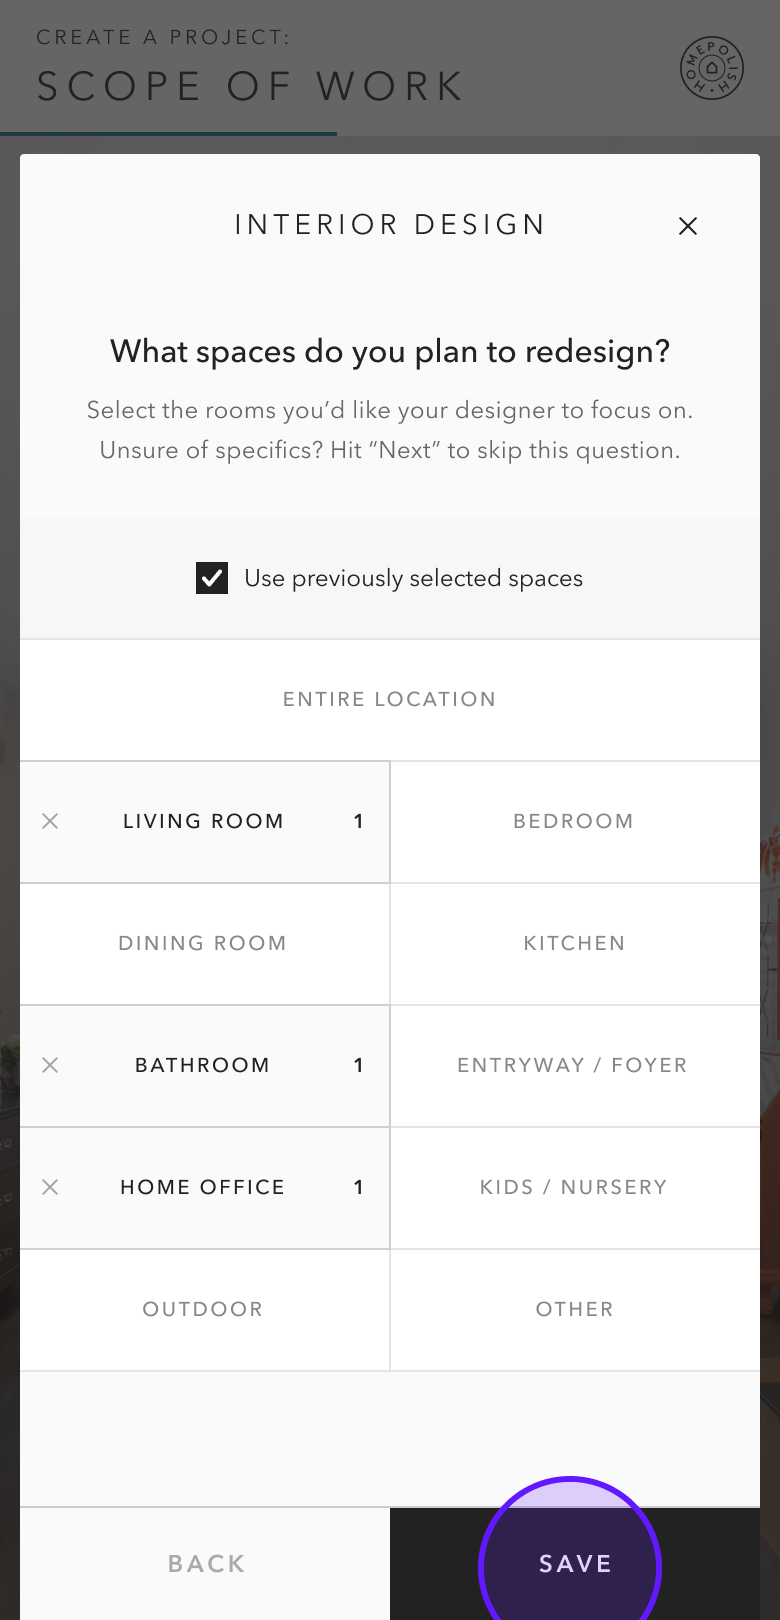 CREATE A PROJECT:
SCOPE OF WORK
HOMEPOLISH
INTERIOR DESIGN
What spaces do you plan to redesign?
Select the rooms you’d like your designer to focus on.
Unsure of specifics? Hit “Next” to skip this question.
Use previously selected spaces
ENTIRE LOCATION
LIVING ROOM 1
BEDROOM
DINING ROOM
KITCHEN
BATHROOM 1
ENTRYWAY / FOYER
HOME OFFICE 1
KIDS / NURSERY
OUTDOOR
OTHER
BACK
SAVE